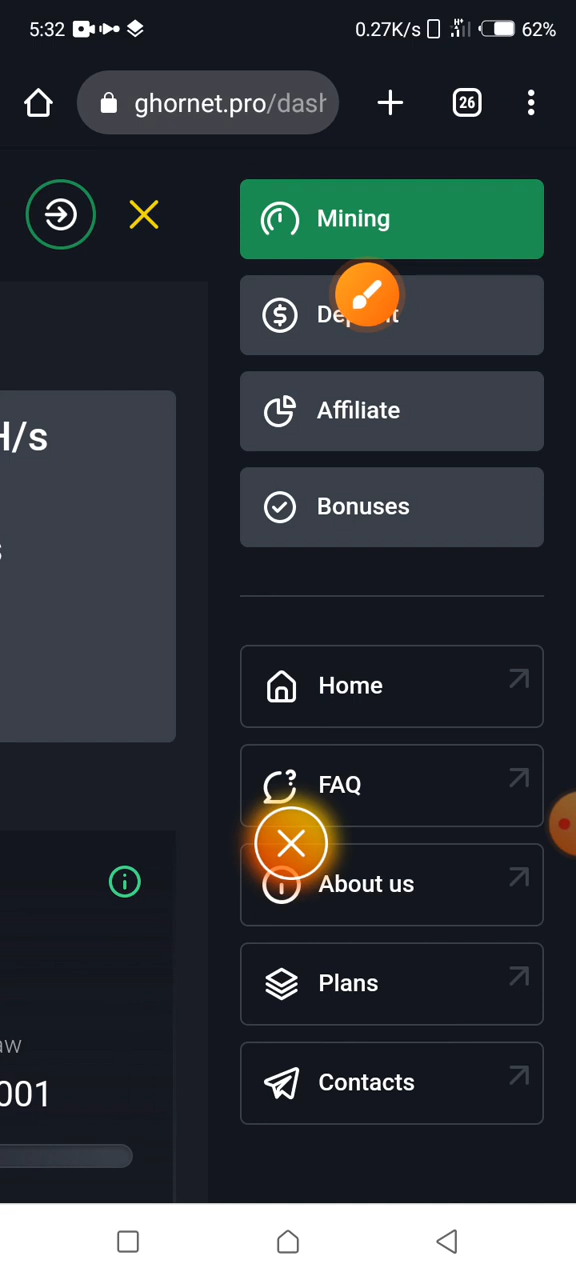 5:32
0.27K/s
62%
ghornet.pro/dash
26
Mining
H/s
Affiliate
Bonuses
Home
FAQ
About us
Plans
001
Contacts